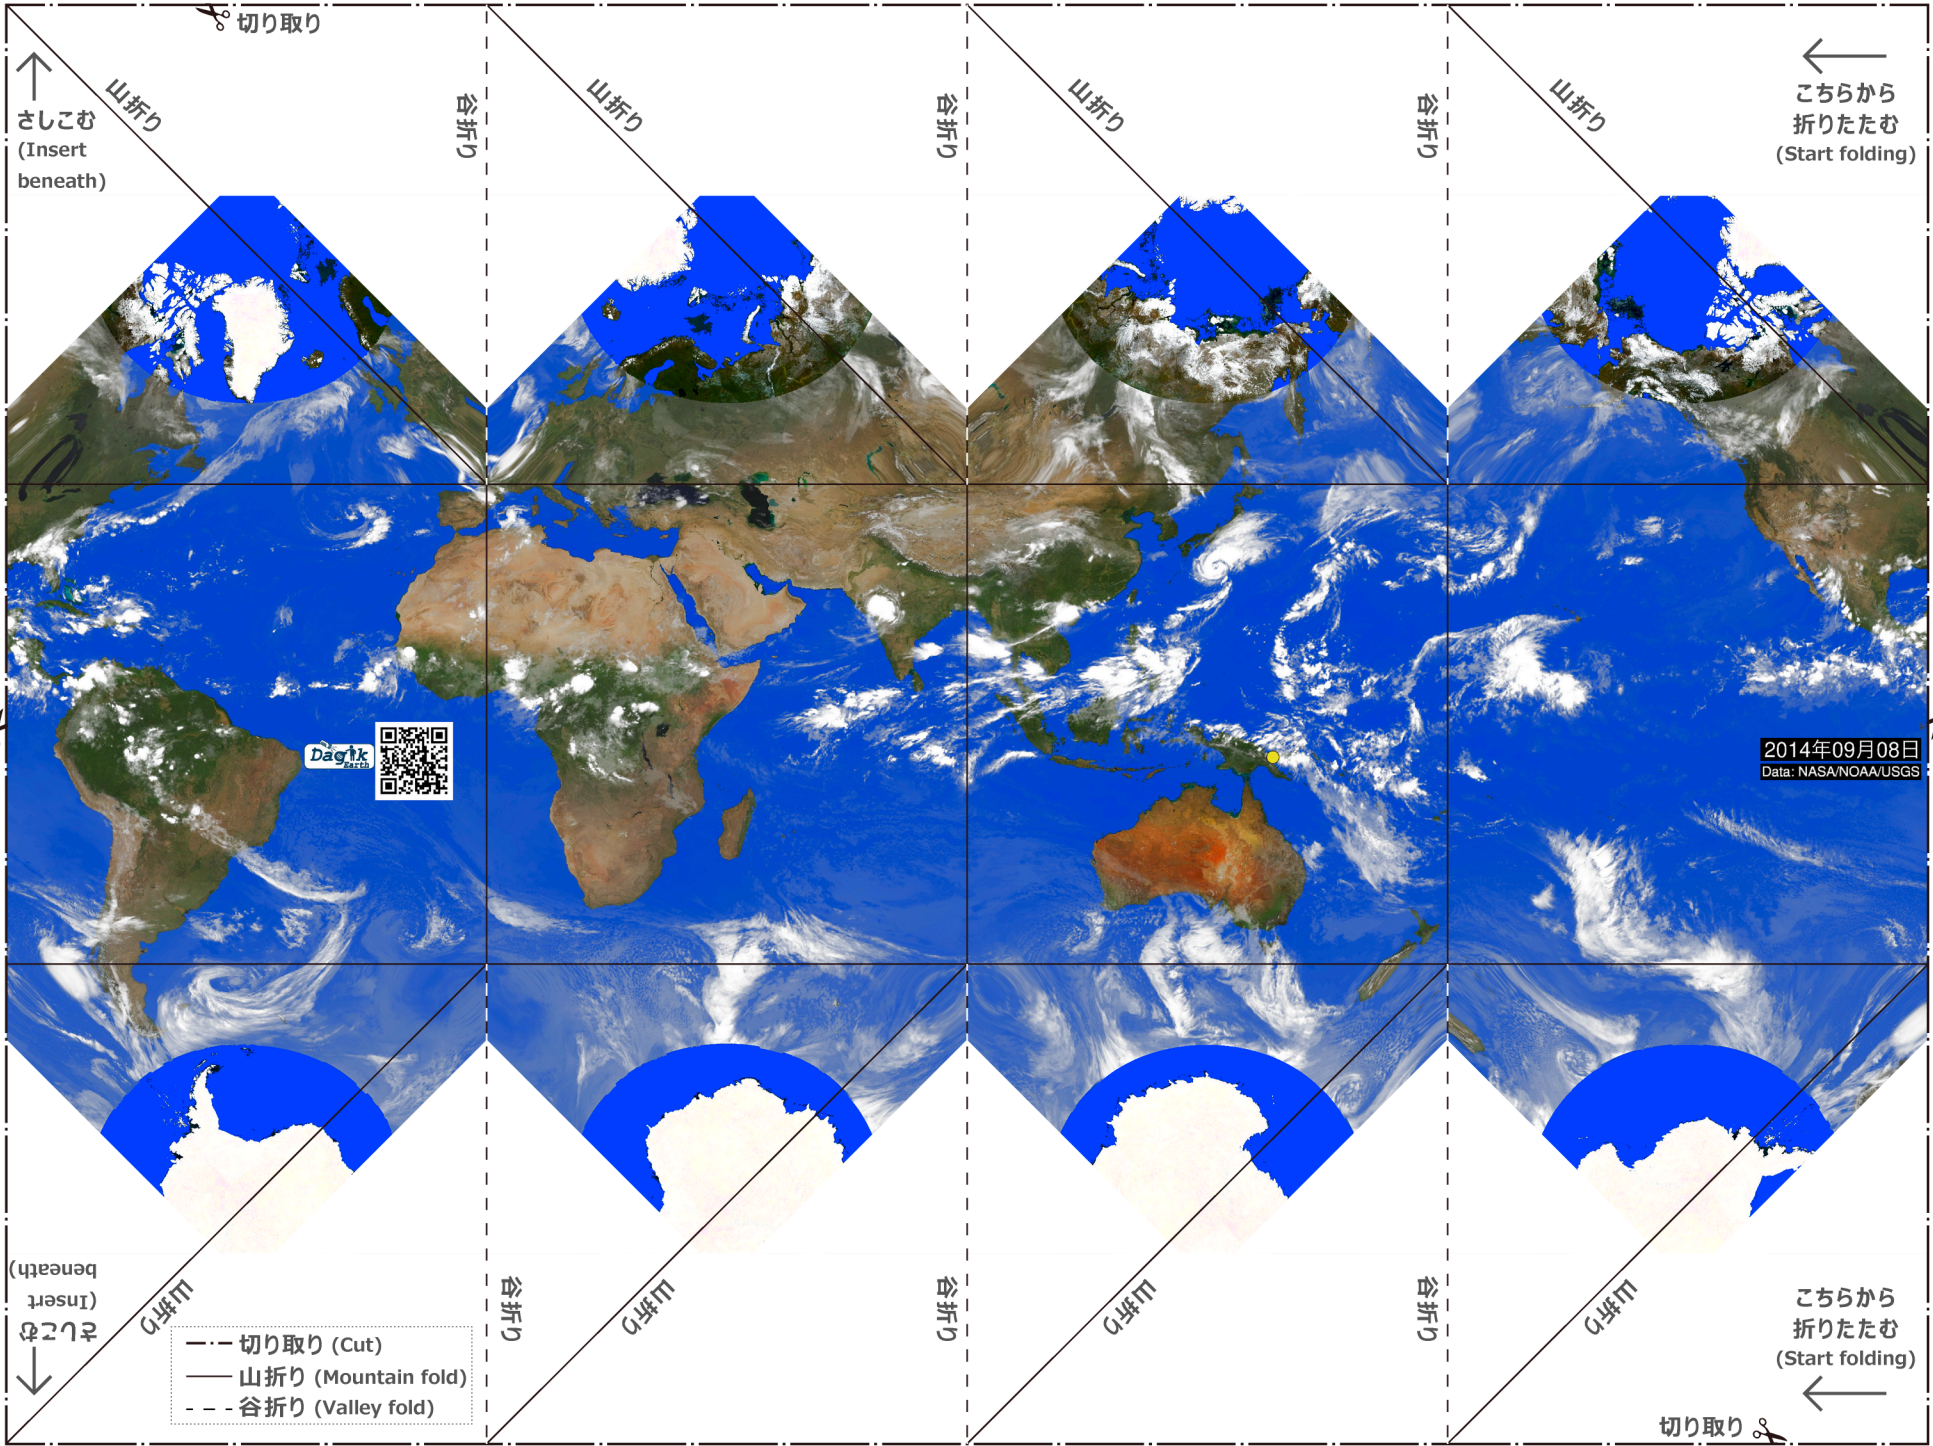 切り取り
山折り
谷折り
山折り
谷折り
山折り
谷折り
山折り
さしこむ
(Insert
beneath)
こちらから
折りたたむ
(Start folding)
Dagik
Earth
2014年09月08日
Data: NASA/NOAA/USGS
さしこむ
(Insert
beneath)
山折り
谷折り
山折り
谷折り
山折り
谷折り
山折り
こちらから
折りたたむ
(Start folding)
切り取り (Cut)
山折り (Mountain fold)
谷折り (Valley fold)
切り取り